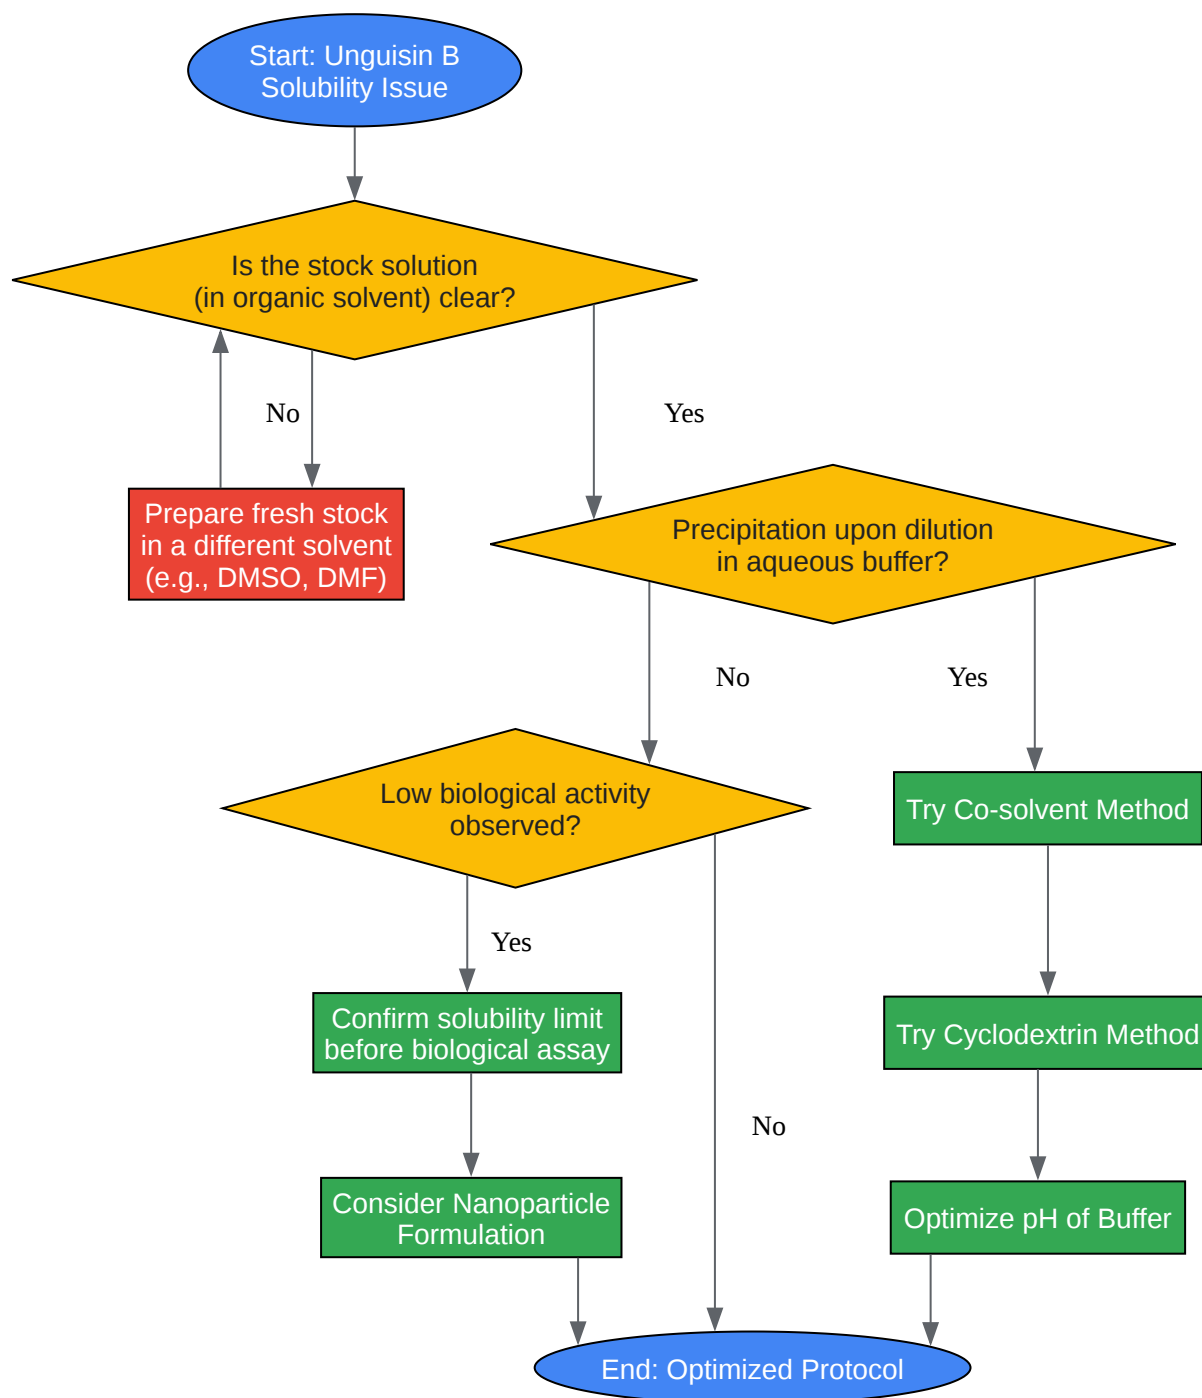 Start: Unguisin B
Solubility Issue
Is the stock solution
(in organic solvent) clear?
No
Yes
Prepare fresh stock
in a different solvent
(e.g., DMSO, DMF)
Precipitation upon dilution
in aqueous buffer?
No
Yes
Low biological activity
observed?
Try Co-solvent Method
Yes
Confirm solubility limit
before biological assay
Try Cyclodextrin Method
No
Consider Nanoparticle
Formulation
Optimize pH of Buffer
End: Optimized Protocol